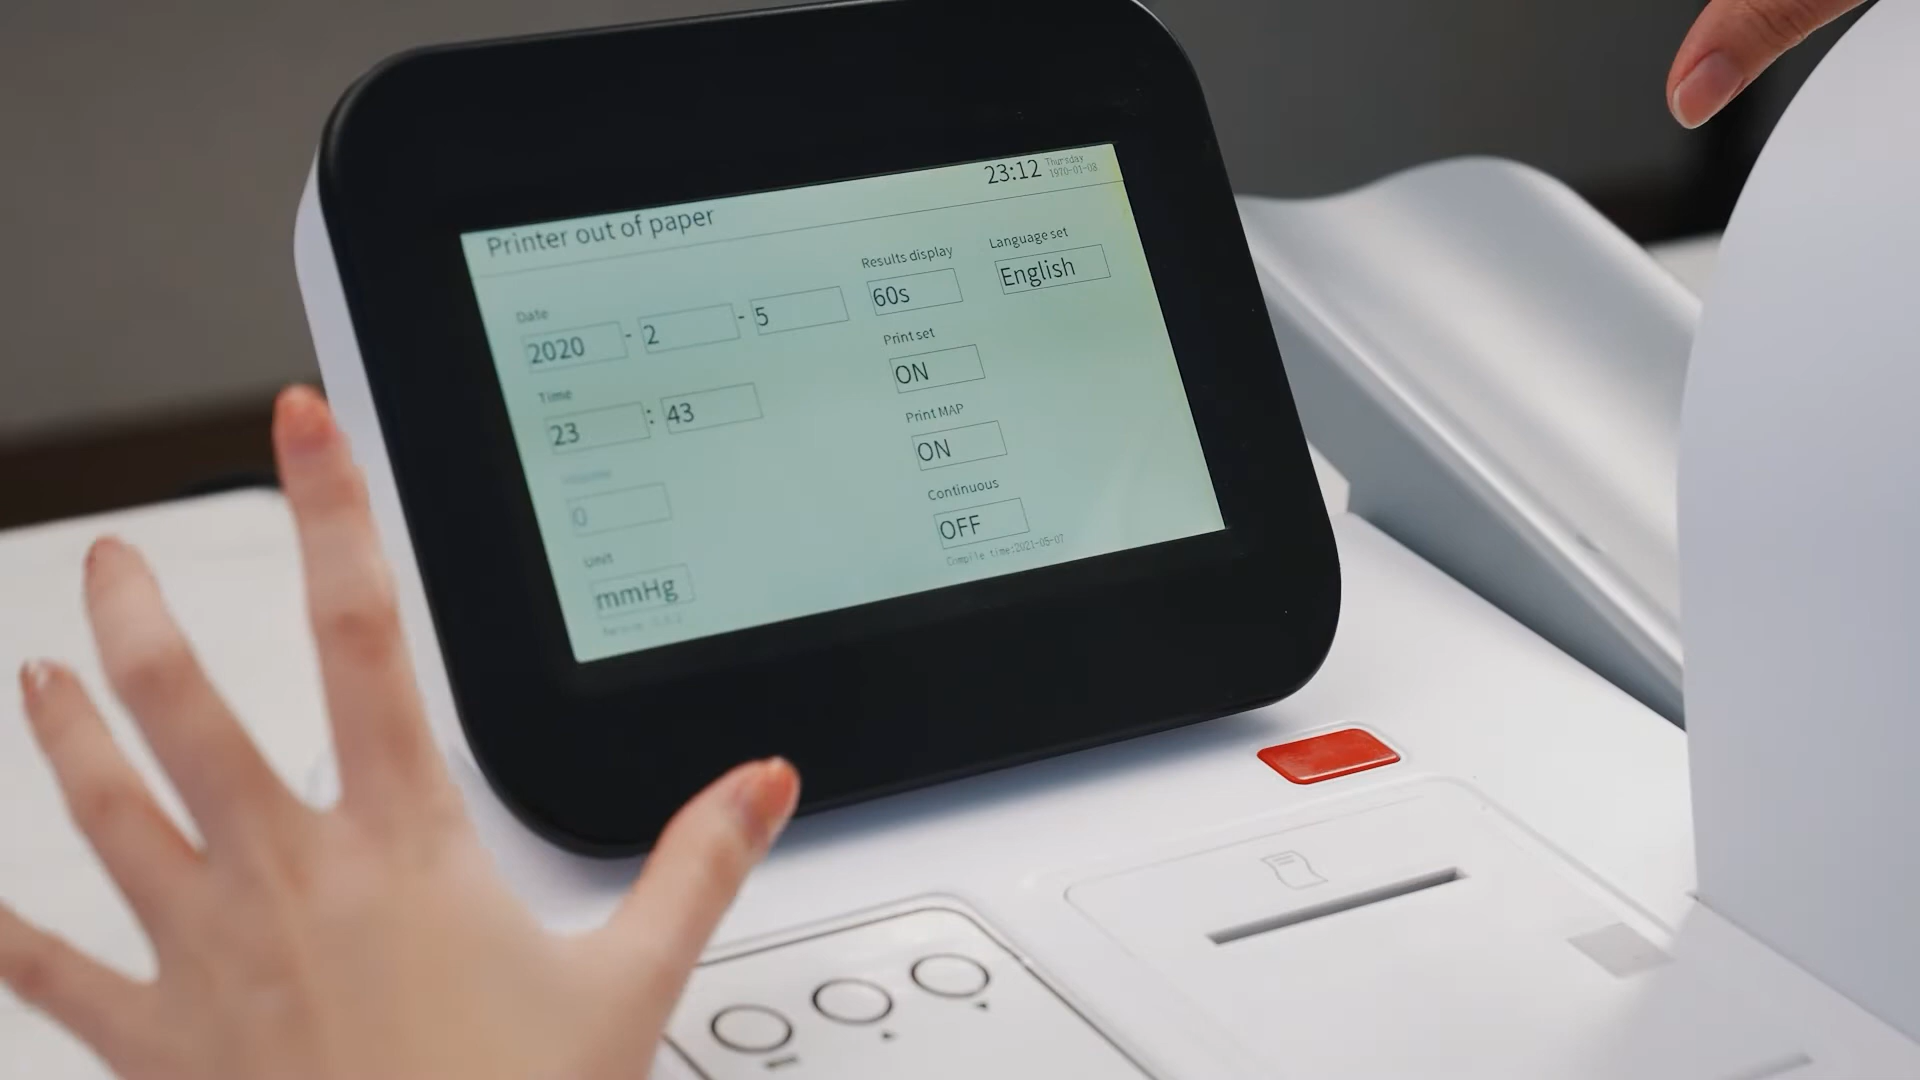 23:12 Thursday
1970-01-08
Printer out of paper
Date
2020 - 2 - 5
Time
23 : 43
0
Unit
mmHg
Results display
60s
Print set
ON
Print MAP
ON
Continuous
OFF
Compile time:2021-05-07
Language set
English